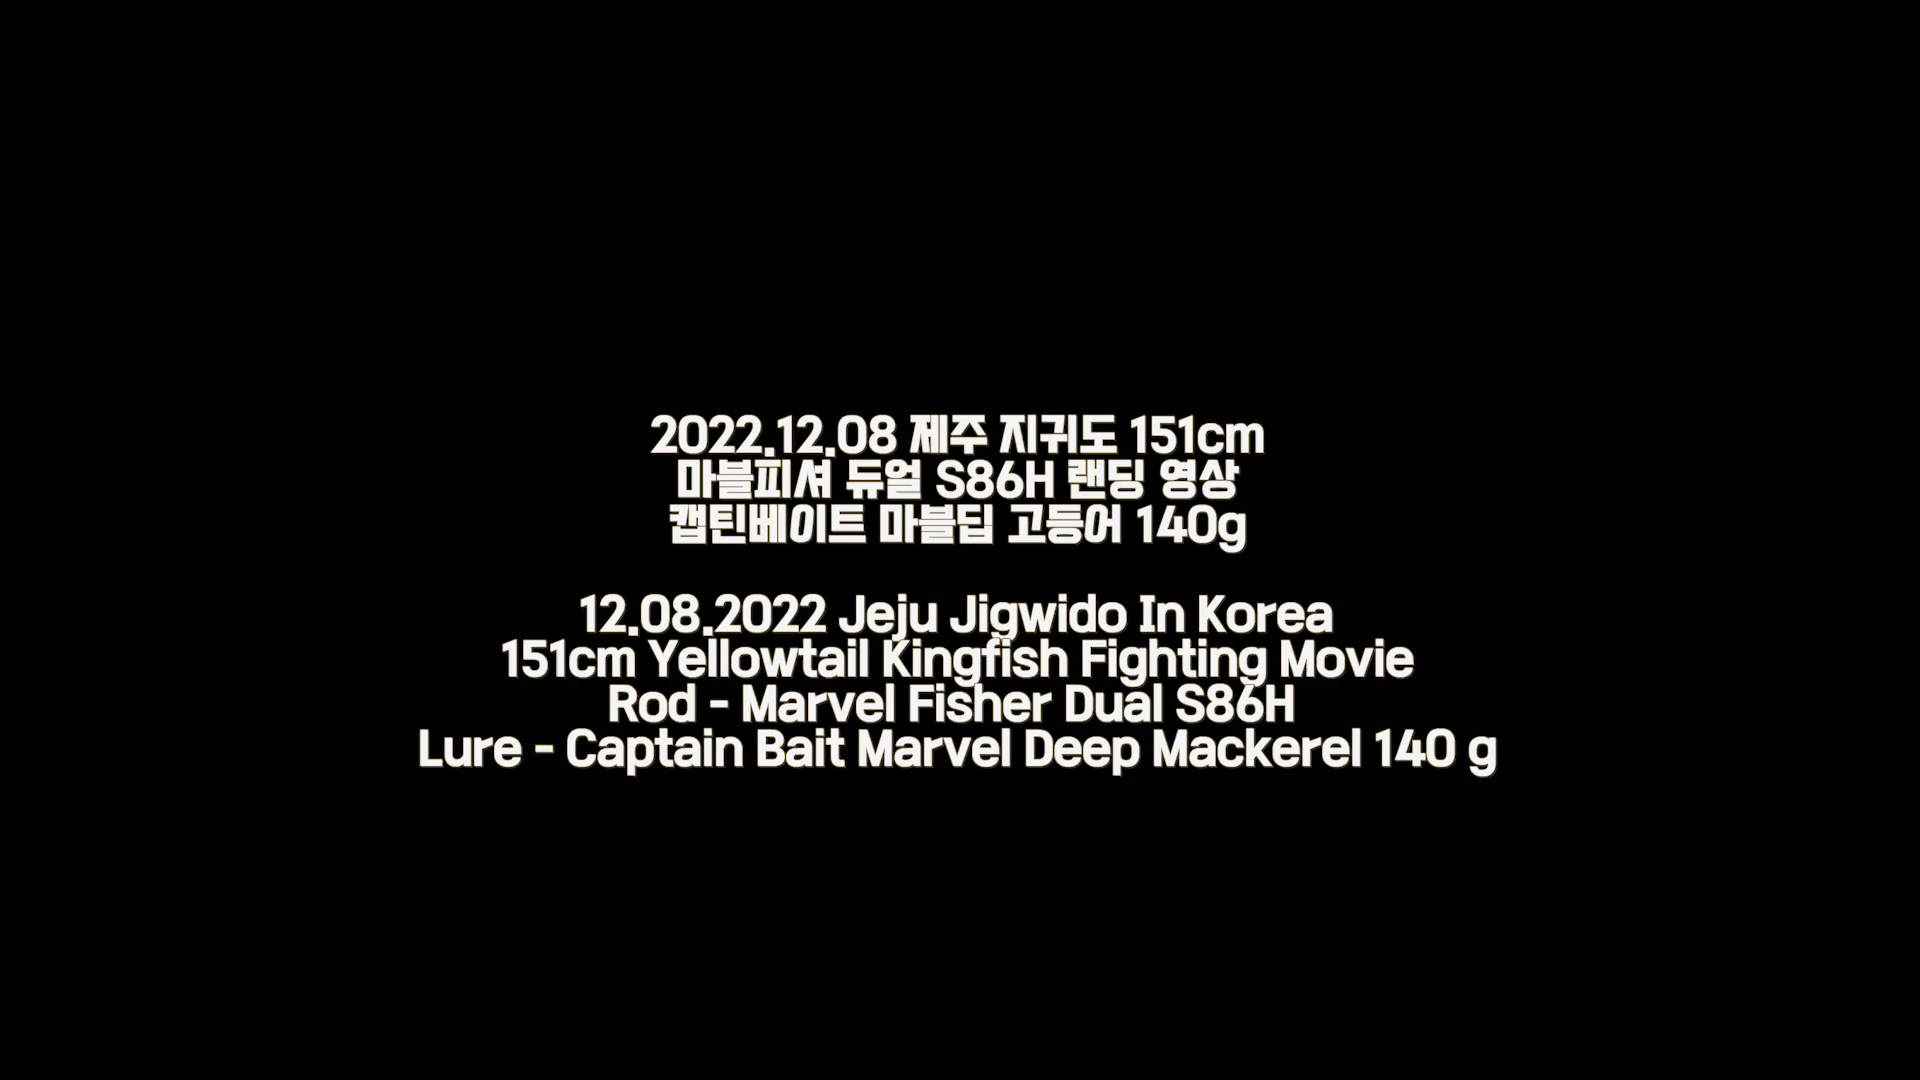 2022.12.08 제주 지귀도 151cm
마블피셔 듀얼 S86H 랜딩 영상
캡틴베이트 마블딥 고등어 140g
12.08.2022 Jeju Jigwido In Korea
151cm Yellowtail Kingfish Fighting Movie
Rod - Marvel Fisher Dual S86H
Lure - Captain Bait Marvel Deep Mackerel 140 g